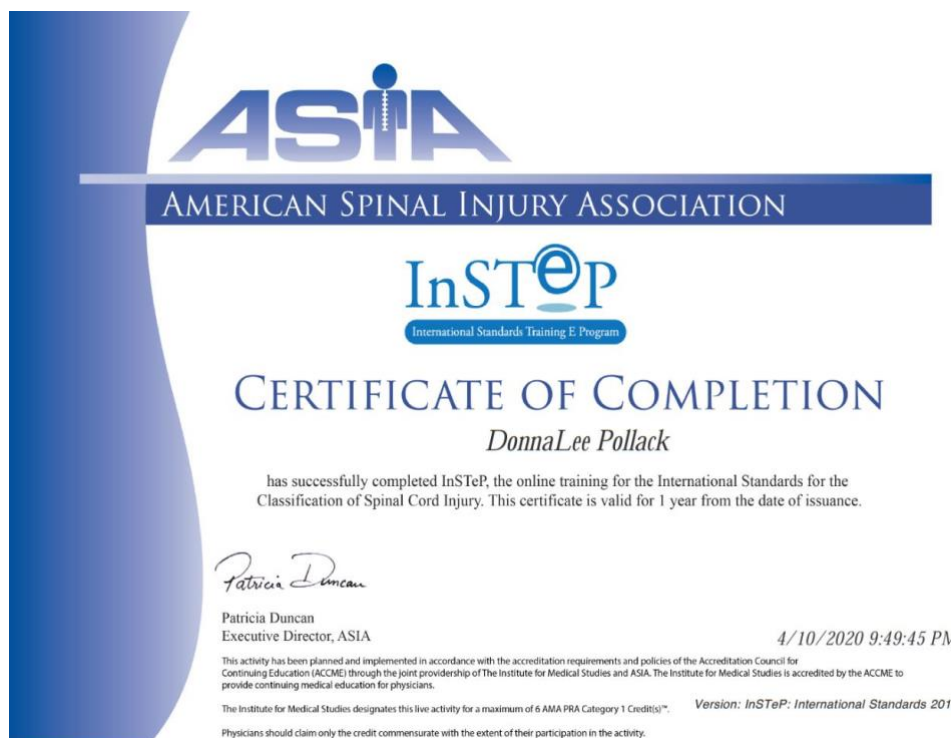 ASIA
AMERICAN SPINAL INJURY ASSOCIATION
InSTeP
International Standards Training E Program
CERTIFICATE OF COMPLETION
DonnaLee Pollack
has successfully completed InSTeP, the online training for the International Standards for the
Classification of Spinal Cord Injury. This certificate is valid for 1 year from the date of issuance.
Patricia Duncan
Patricia Duncan
Executive Director, ASIA
4/10/2020 9:49:45 PM
This activity has been planned and implemented in accordance with the accreditation requirements and policies of the Accreditation Council for
Continuing Education (ACCME) through the joint providership of The Institute for Medical Studies and ASIA. The Institute for Medical Studies is accredited by the ACCME to
provide continuing medical education for physicians.
The Institute for Medical Studies designates this live activity for a maximum of 6 AMA PRA Category 1 Credit(s)™.
Version: InSTeP: International Standards 201
Physicians should claim only the credit commensurate with the extent of their participation in the activity.